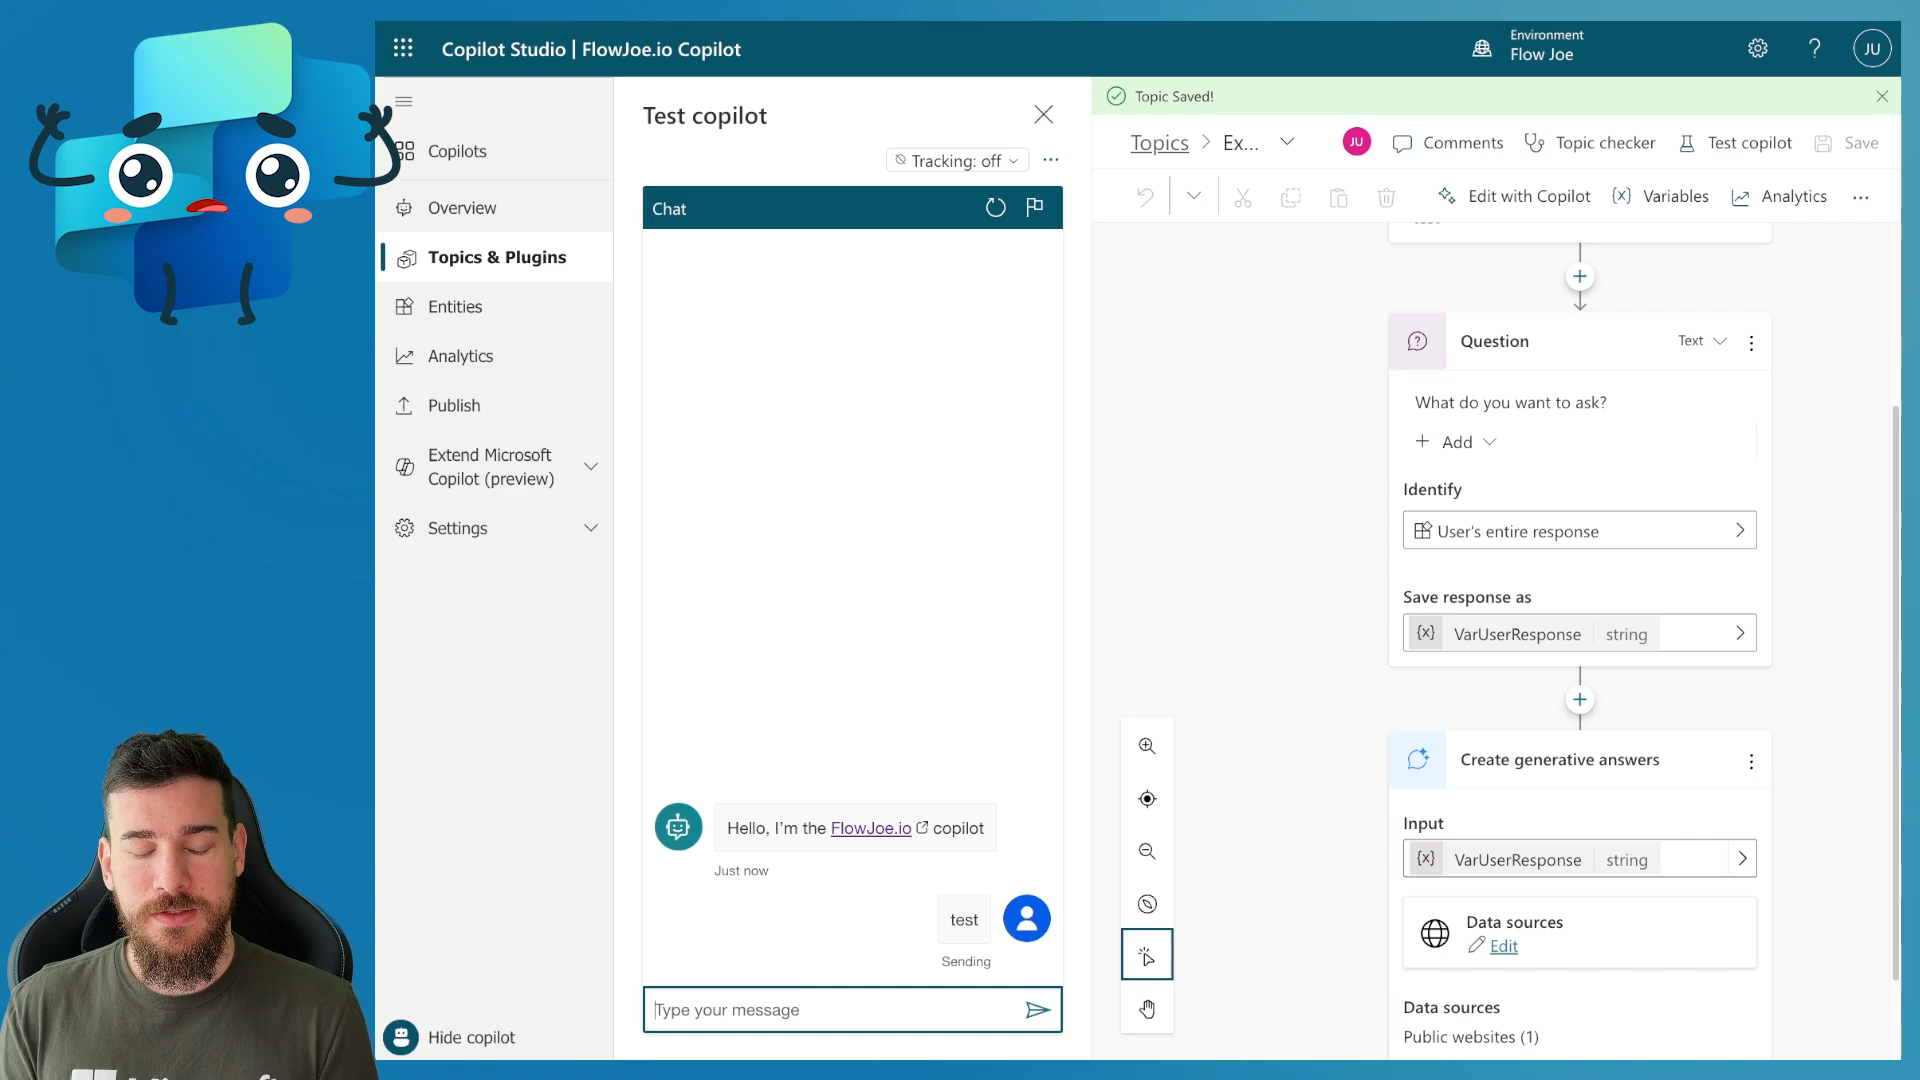 Copilot Studio | FlowJoe.io Copilot
Environment
Flow Joe
JU
Copilots
Overview
Topics & Plugins
Entities
Analytics
Publish
Extend Microsoft
Copilot (preview)
Settings
Hide copilot
Test copilot
Tracking: off
Chat
Hello, I'm the FlowJoe.io copilot
Just now
test
Sending
Type your message
Topic Saved!
Topics > Ex...
JU
Comments
Topic checker
Test copilot
Save
Edit with Copilot
{x} Variables
Analytics
Question
Text
What do you want to ask?
+ Add
Identify
User's entire response
Save response as
{x} VarUserResponse string
Create generative answers
Input
{x} VarUserResponse string
Data sources
Edit
Data sources
Public websites (1)